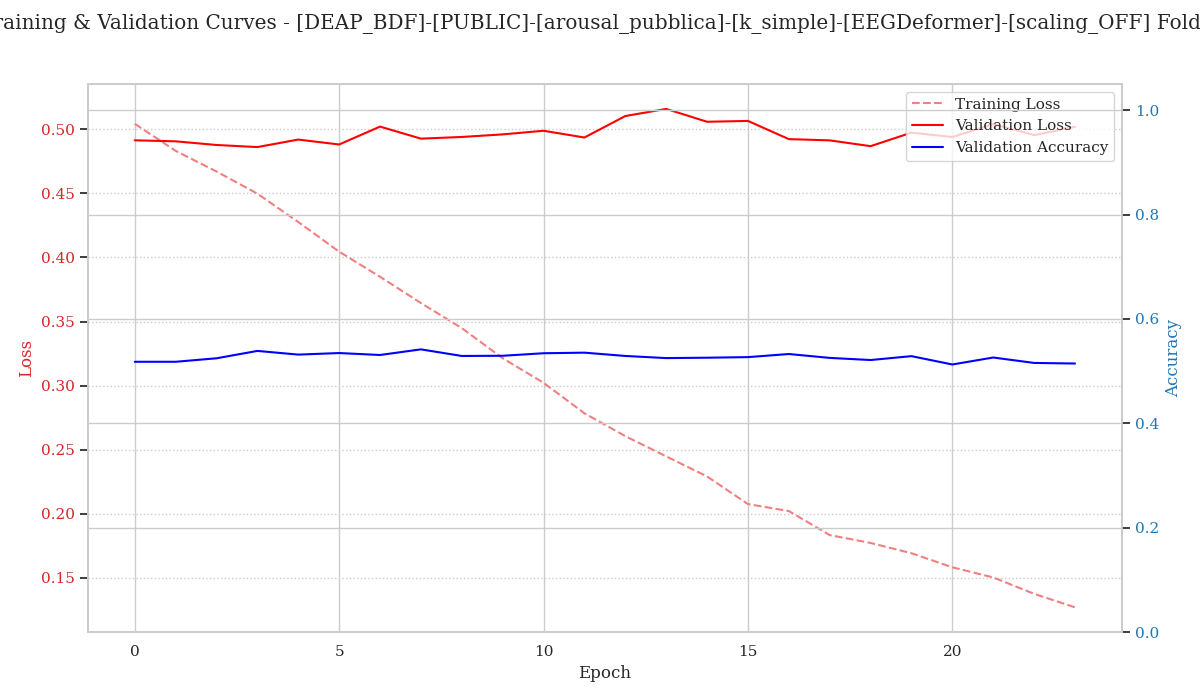 raining & Validation Curves - [DEAP_BDF]-[PUBLIC]-[arousal_pubblica]-[k_simple]-[EEGDeformer]-[scaling_OFF] Fold
Training Loss
Validation Loss
Validation Accuracy
0.50
0.45
0.40
0.35
0.30
0.25
0.20
0.15
Loss
1.0
0.8
0.6
0.4
0.2
0.0
Accuracy
0 5 10 15 20
Epoch